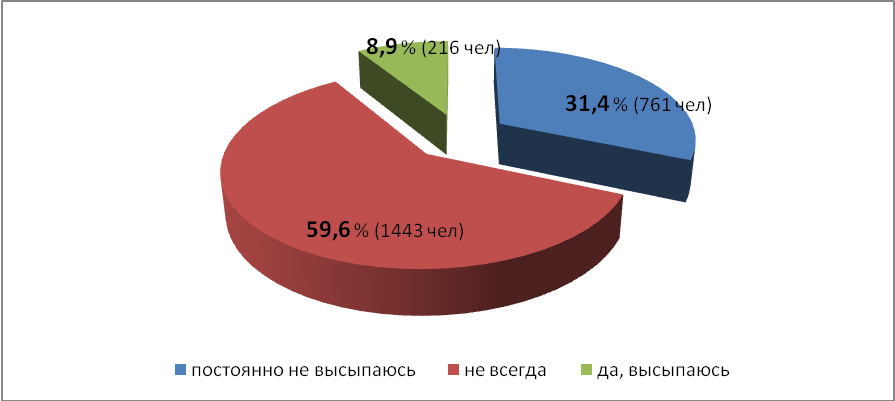 8,9 % (216 чел)
31,4 % (761 чел)
59,6 % (1443 чел)
постоянно не высыпаюсь не всегда да, высыпаюсь